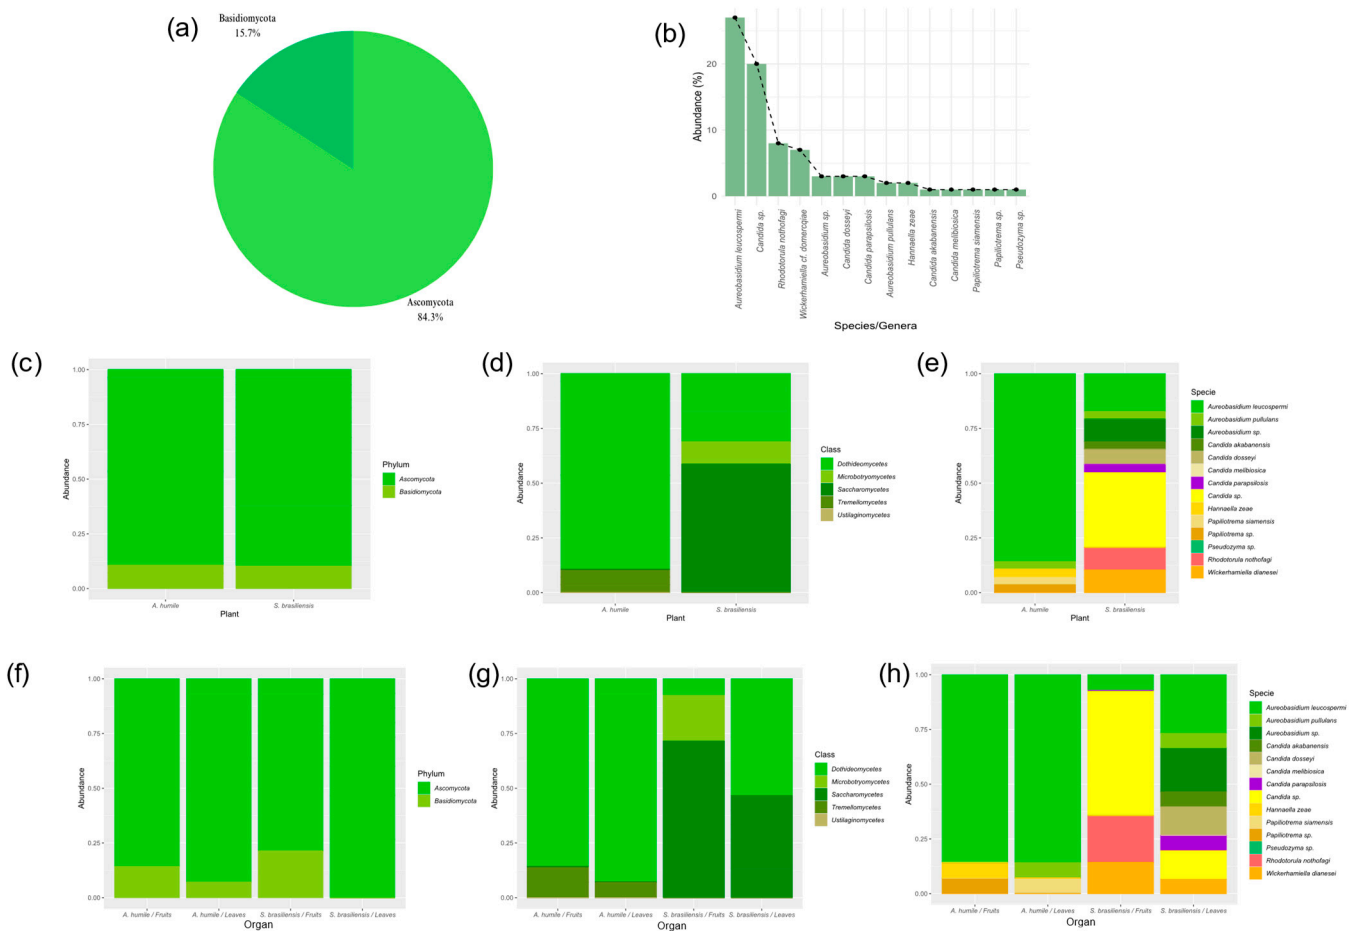 (a)
Basidiomycota
15.7%
Ascomycota
84.3%
(b)
Abundance (%)
20
10
0
Aureobasidium leucospermi
Candida sp.
Rhodotorula nothofagi
Wickerhamiella cf. domercqiae
Aureobasidium sp.
Candida dosseyi
Candida parapsilosis
Aureobasidium pullulans
Hannaella zeae
Candida akabanensis
Candida melibiosica
Papiliotrema siamensis
Papiliotrema sp.
Pseudozyma sp.
Species/Genera
(c)
Abundance
1.00
0.75
0.50
0.25
0.00
A. humile
S. brasiliensis
Plant
Phylum
Ascomycota
Basidiomycota
(d)
Abundance
1.00
0.75
0.50
0.25
0.00
A. humile
S. brasiliensis
Plant
Class
Dothideomycetes
Microbotryomycetes
Saccharomycetes
Tremellomycetes
Ustilaginomycetes
(e)
Abundance
1.00
0.75
0.50
0.25
0.00
A. humile
S. brasiliensis
Plant
Specie
Aureobasidium leucospermi
Aureobasidium pullulans
Aureobasidium sp.
Candida akabanensis
Candida dosseyi
Candida melibiosica
Candida parapsilosis
Candida sp.
Hannaella zeae
Papiliotrema siamensis
Papiliotrema sp.
Pseudozyma sp.
Rhodotorula nothofagi
Wickerhamiella dianesei
(f)
Abundance
1.00
0.75
0.50
0.25
0.00
A. humile / Fruits
A. humile / Leaves
S. brasiliensis / Fruits
S. brasiliensis / Leaves
Organ
Phylum
Ascomycota
Basidiomycota
(g)
Abundance
1.00
0.75
0.50
0.25
0.00
A. humile / Fruits
A. humile / Leaves
S. brasiliensis / Fruits
S. brasiliensis / Leaves
Organ
Class
Dothideomycetes
Microbotryomycetes
Saccharomycetes
Tremellomycetes
Ustilaginomycetes
(h)
Abundance
1.00
0.75
0.50
0.25
0.00
A. humile / Fruits
A. humile / Leaves
S. brasiliensis / Fruits
S. brasiliensis / Leaves
Organ
Specie
Aureobasidium leucospermi
Aureobasidium pullulans
Aureobasidium sp.
Candida akabanensis
Candida dosseyi
Candida melibiosica
Candida parapsilosis
Candida sp.
Hannaella zeae
Papiliotrema siamensis
Papiliotrema sp.
Pseudozyma sp.
Rhodotorula nothofagi
Wickerhamiella dianesei